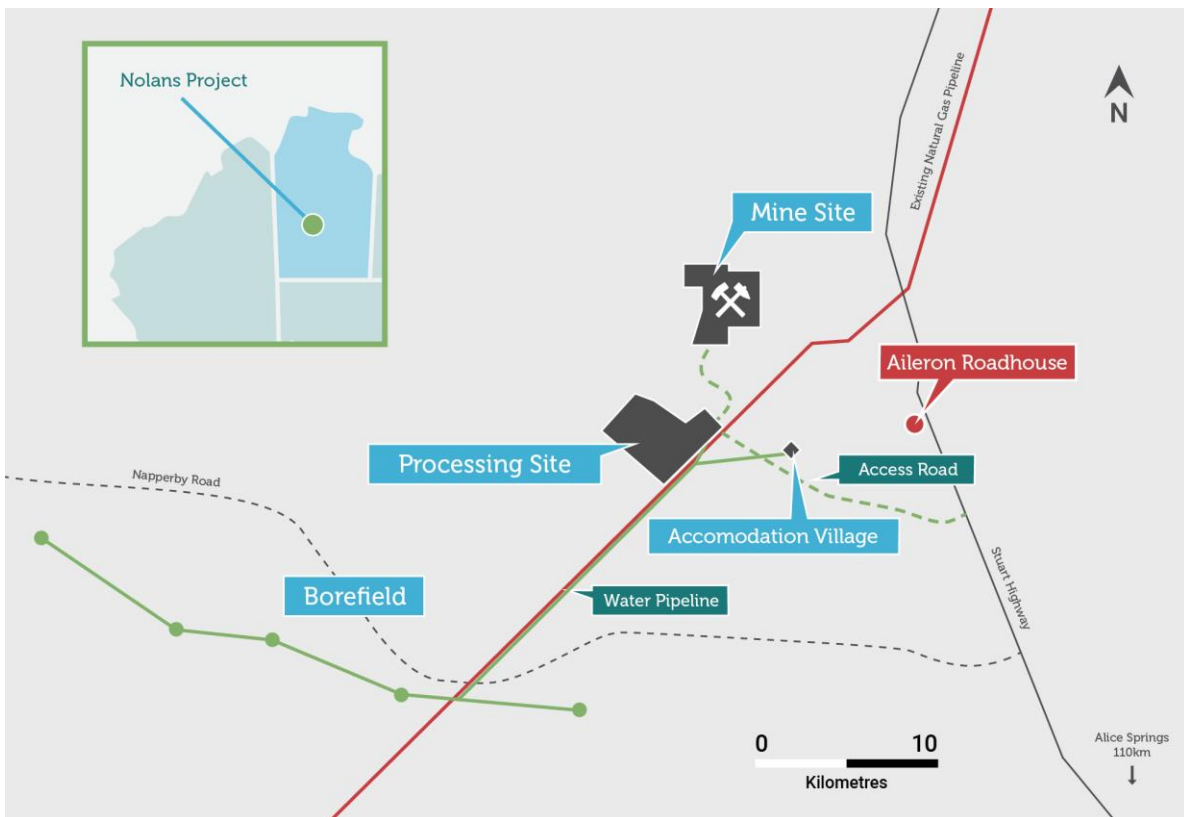 Nolans Project
Existing Natural Gas Pipeline
N
Mine Site
Aileron Roadhouse
Processing Site
Access Road
Napperby Road
Accomodation Village
Stuart Highway
Borefield
Water Pipeline
0 10
Kilometres
Alice Springs
110km